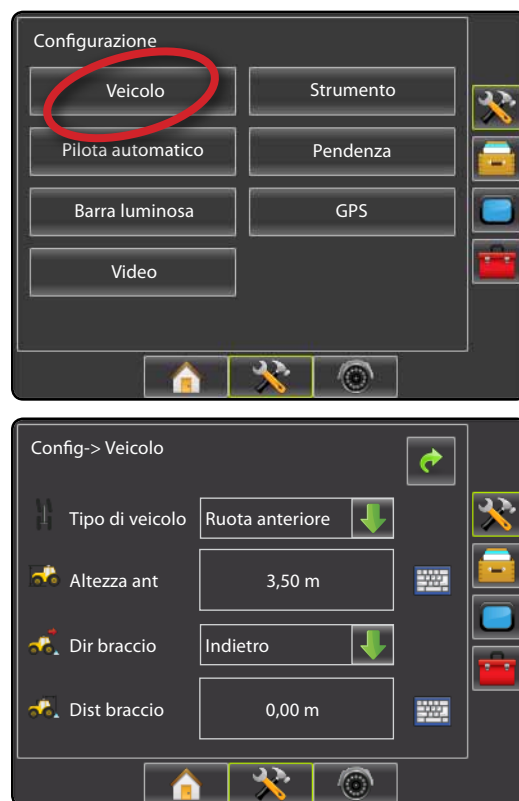 Configurazione
Veicolo
Strumento
Pilota automatico
Pendenza
Barra luminosa
GPS
Video
Config-> Veicolo
Tipo di veicolo Ruota anteriore
Altezza ant 3,50 m
Dir braccio Indietro
Dist braccio 0,00 m